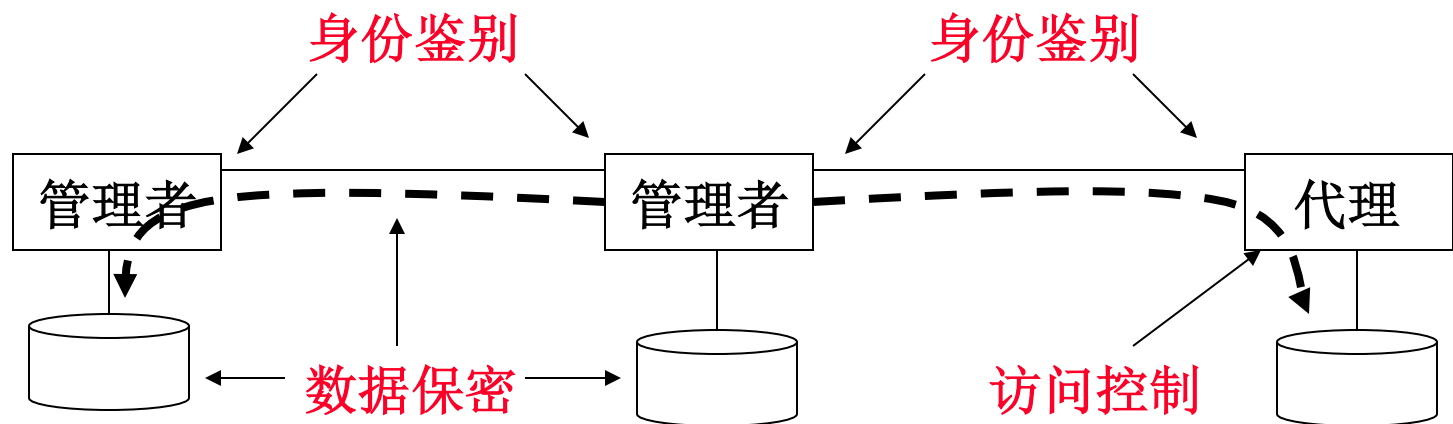 身份鉴别
身份鉴别
管理者
管理者
代理
数据保密
访问控制